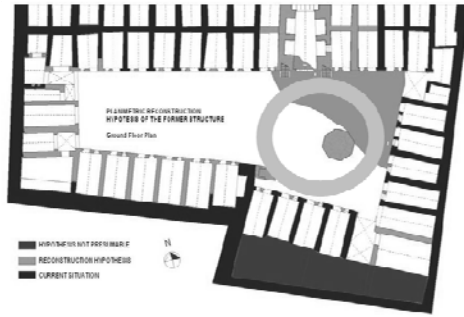 PLANIMETRIC RECONSTRUCTION
HYPOTESIS OF THE FORMER STRUCTURE
Ground Floor Plan
N
HYPOTHESIS NOT PRESUMABLE
RECONSTRUCTION HYPOTHESIS
CURRENT SITUATION